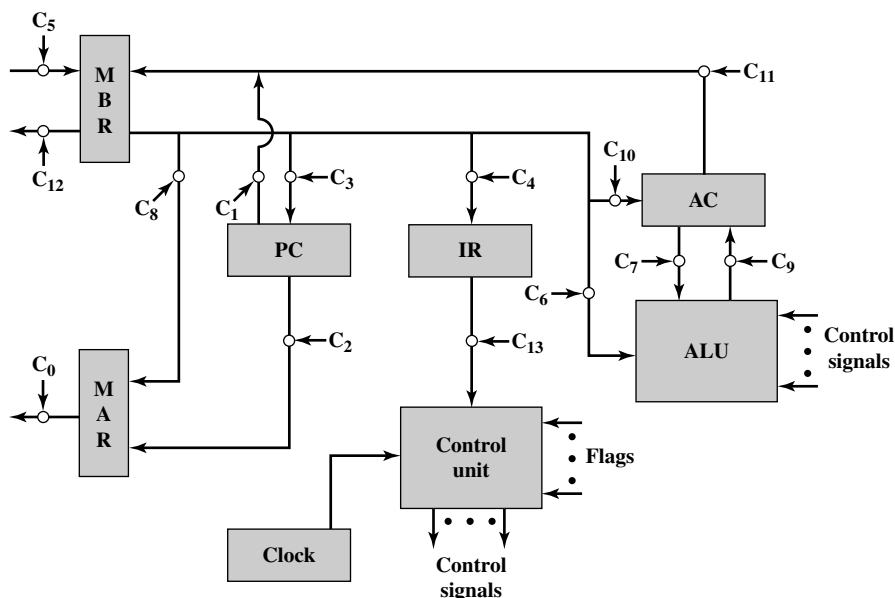 C5
M
B
R
C11
C12
C8
C1
C3
C4
C10
AC
PC
IR
C7
C9
C6
C2
C13
ALU
Control
signals
C0
M
A
R
Control
unit
Flags
Clock
Control
signals